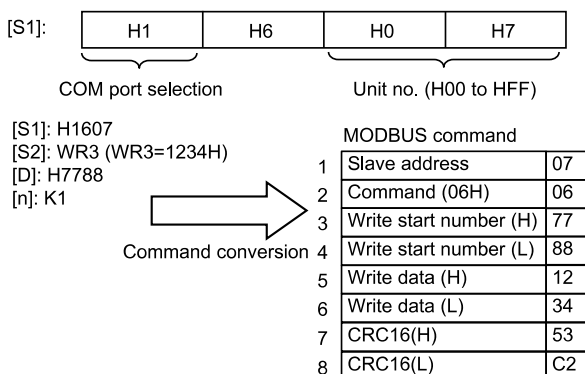 [S1]: H1 H6 H0 H7
COM port selection Unit no. (H00 to HFF)
[S1]: H1607
[S2]: WR3 (WR3=1234H)
[D]: H7788
[n]: K1
Command conversion
MODBUS command
1 Slave address 07
2 Command (06H) 06
3 Write start number (H) 77
4 Write start number (L) 88
5 Write data (H) 12
6 Write data (L) 34
7 CRC16(H) 53
8 CRC16(L) C2